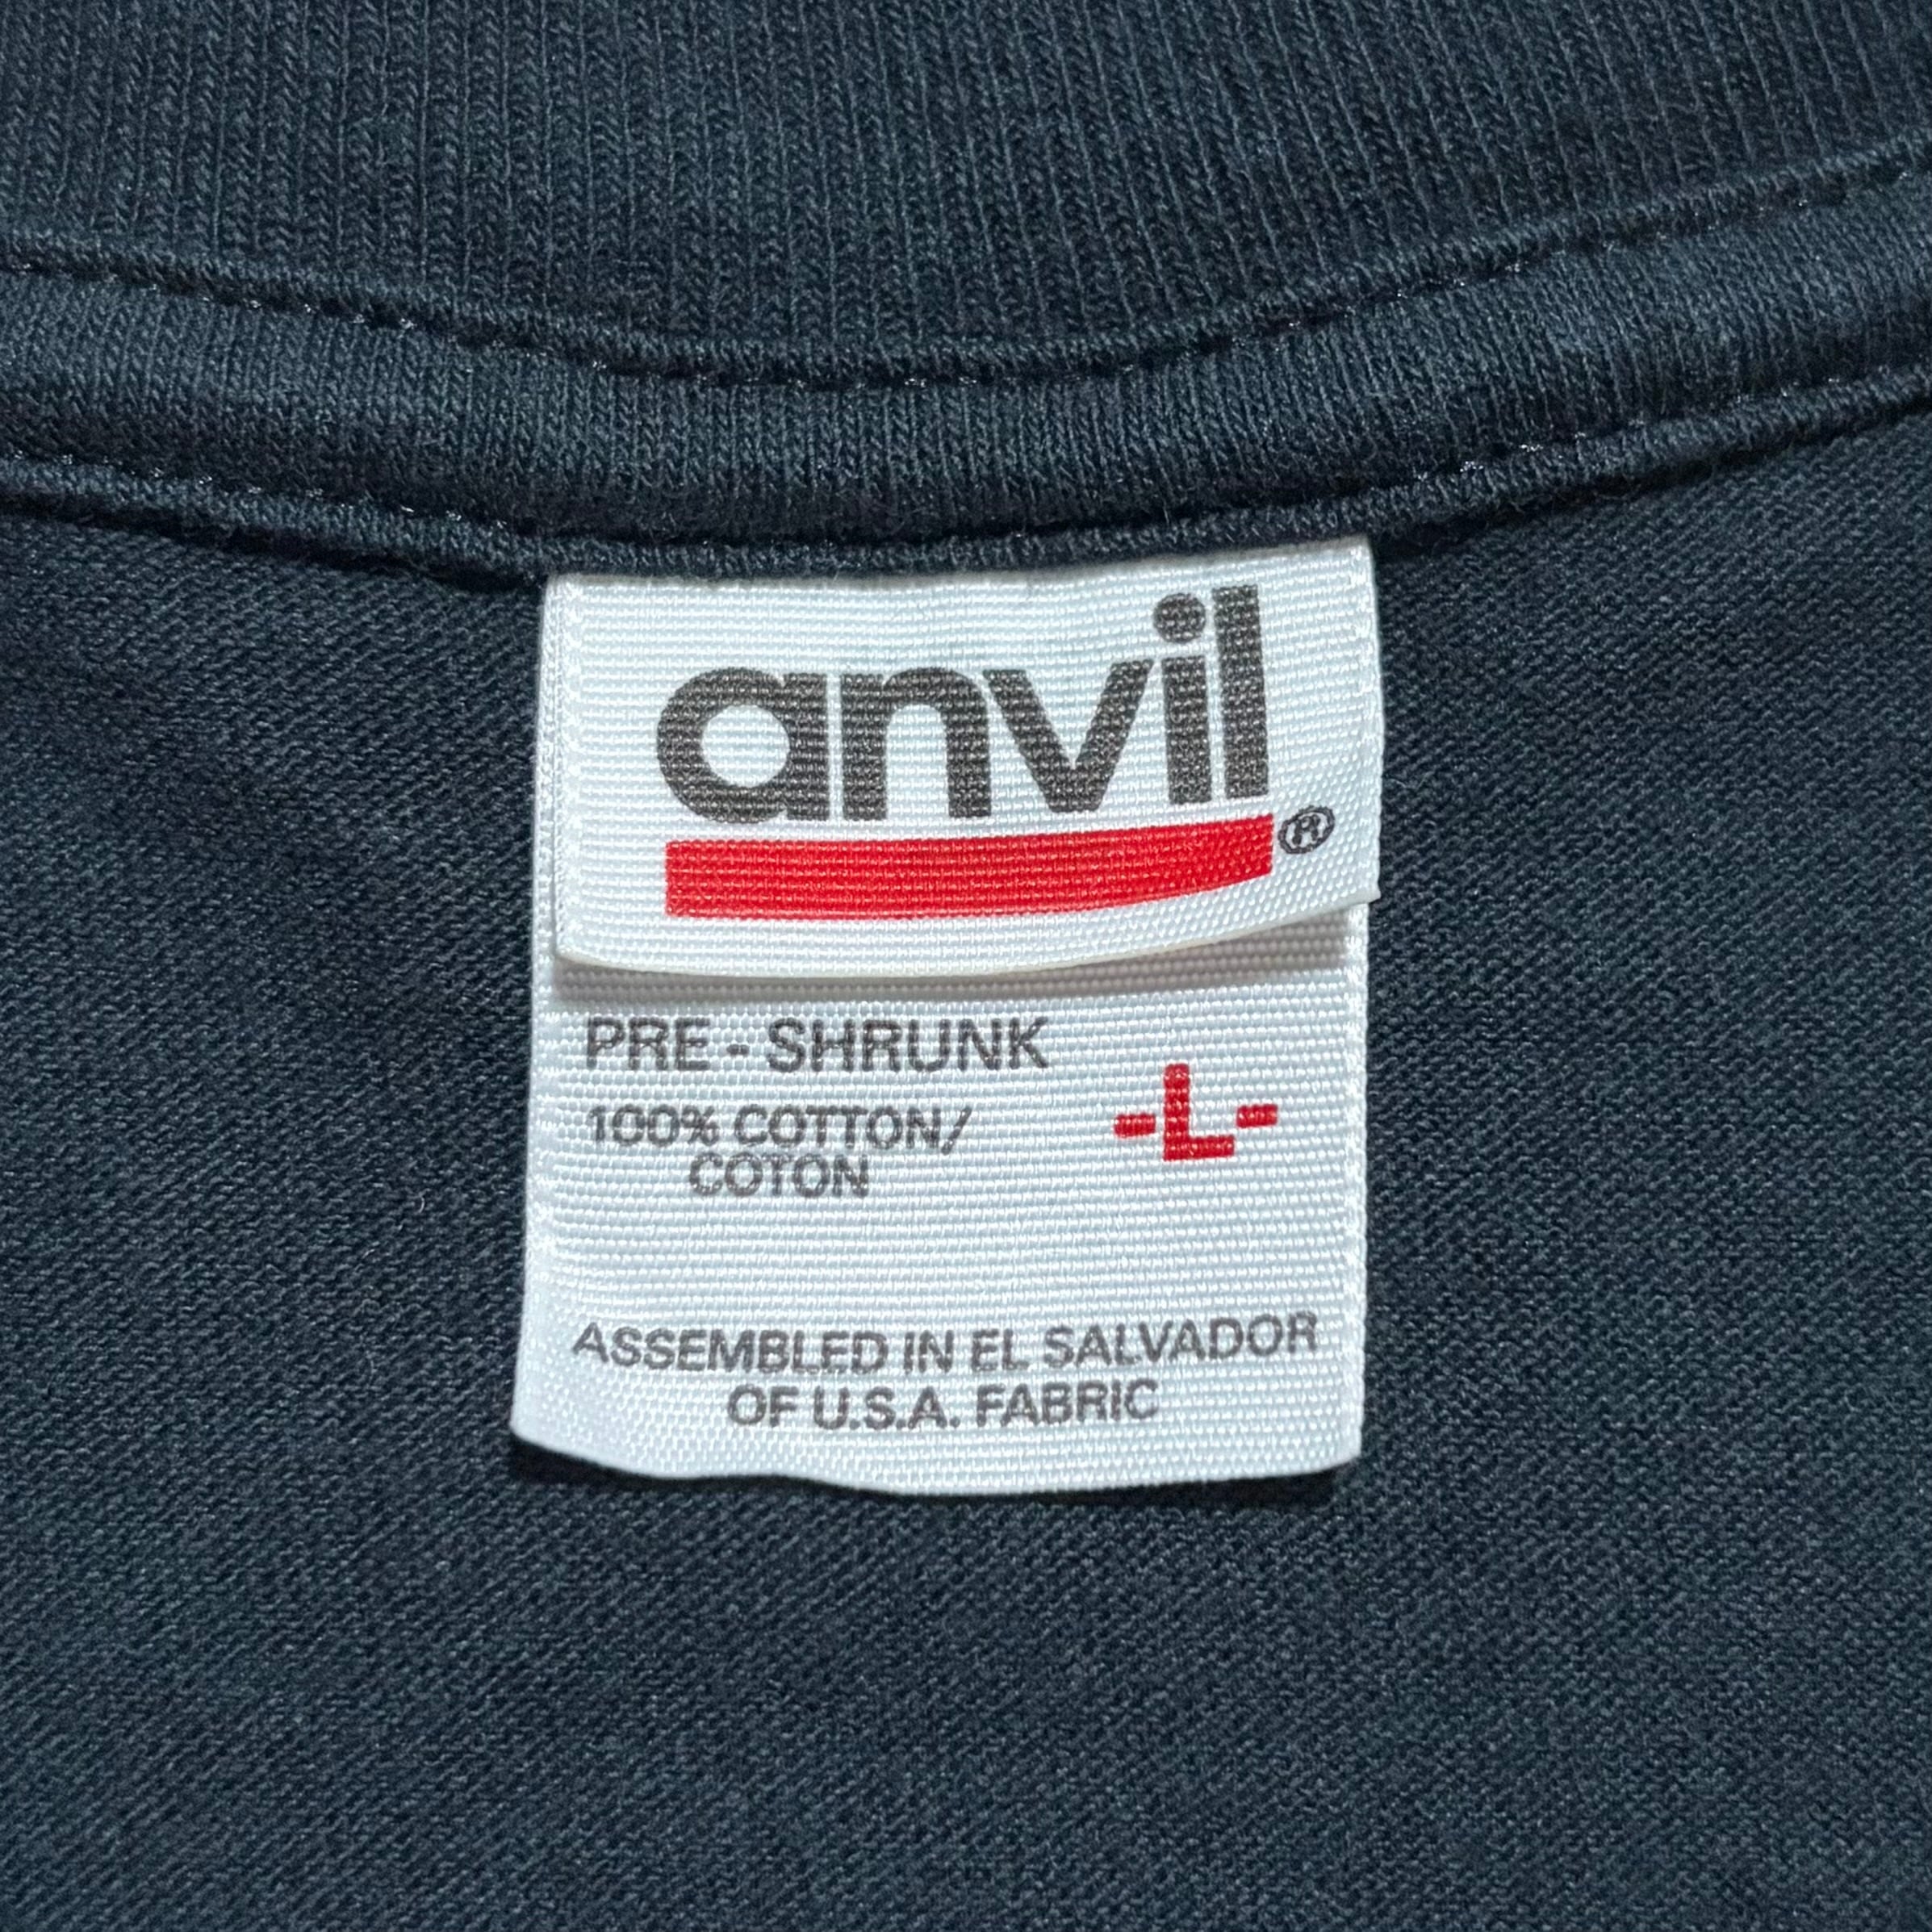 anvil®
PRE - SHRUNK
100% COTTON/
COTON
-L-
ASSEMBLED IN EL SALVADOR
OF U.S.A. FABRIC